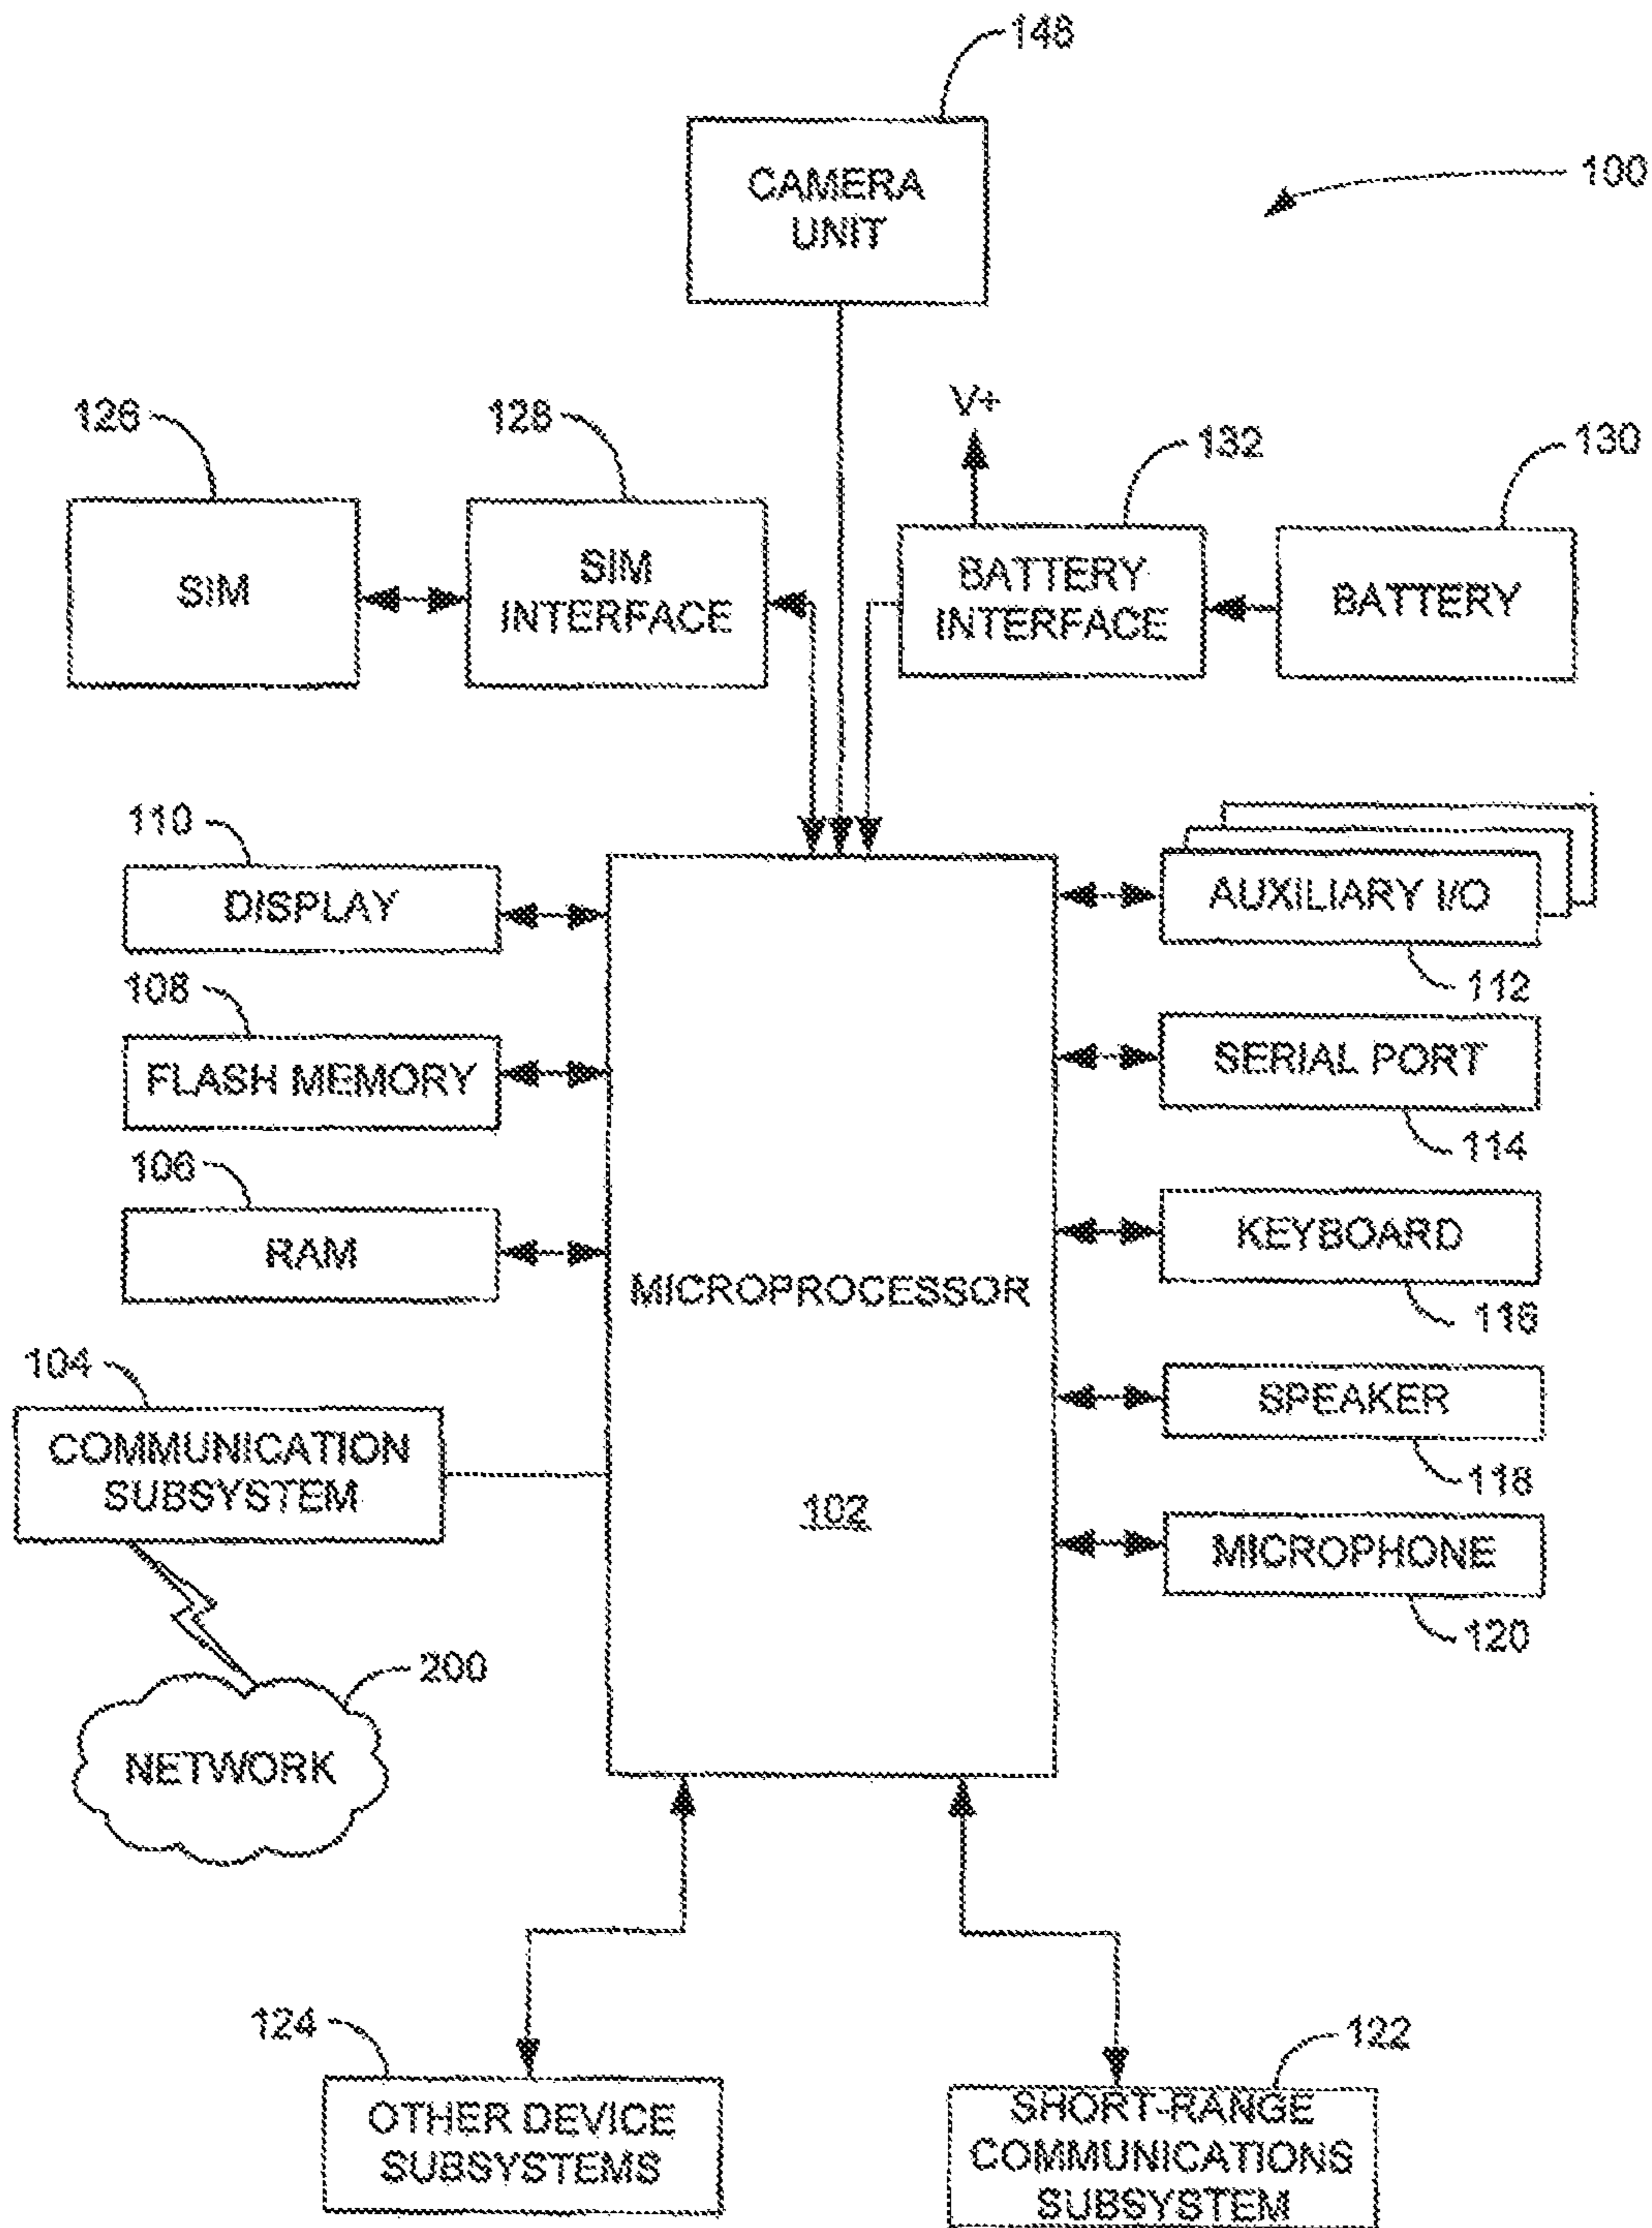 148
100
CAMERA
UNIT
V+
126
128
132
130
SIM
SIM
INTERFACE
BATTERY
INTERFACE
BATTERY
110
DISPLAY
AUXILIARY I/O
112
108
FLASH MEMORY
SERIAL PORT
114
106
RAM
KEYBOARD
116
MICROPROCESSOR
102
104
COMMUNICATION
SUBSYSTEM
SPEAKER
118
MICROPHONE
120
200
NETWORK
124
OTHER DEVICE
SUBSYSTEMS
122
SHORT-RANGE
COMMUNICATIONS
SUBSYSTEM